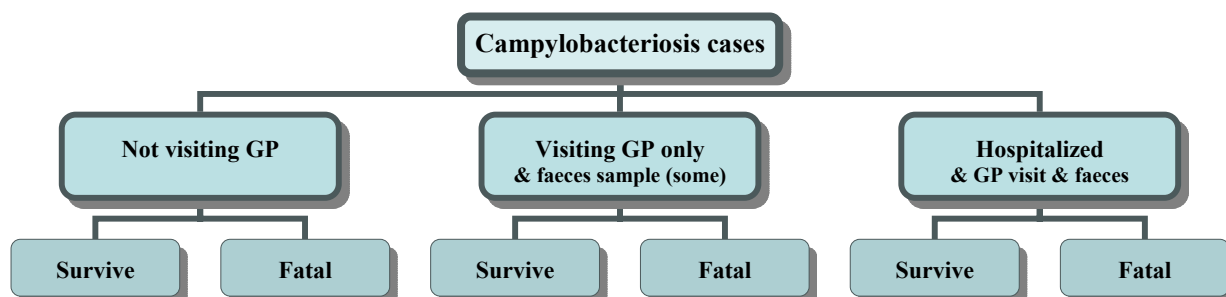 Campylobacteriosis cases
Not visiting GP
Visiting GP only
& faeces sample (some)
Hospitalized
& GP visit & faeces
Survive
Fatal
Survive
Fatal
Survive
Fatal